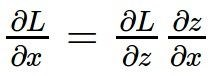 ∂L/∂x = ∂L/∂z ∂z/∂x